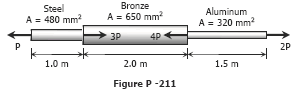 Steel
A = 480 mm²
Bronze
A = 650 mm²
Aluminum
A = 320 mm²
P
3P
4P
2P
1.0 m
2.0 m
1.5 m
Figure P -211